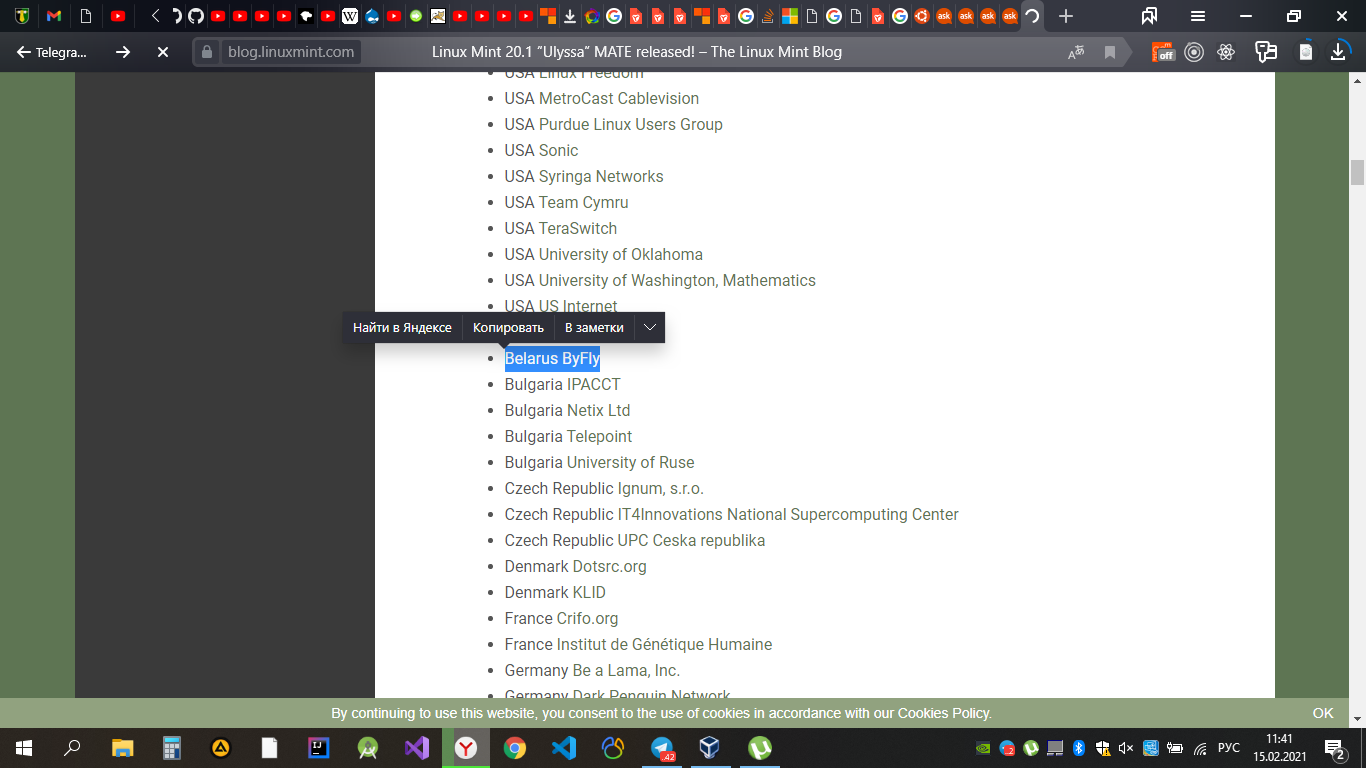 Telegra...
blog.linuxmint.com
Linux Mint 20.1 “Ulyssa” MATE released! – The Linux Mint Blog
off
ask
ask
ask
ask
USA Linux Freedom
USA MetroCast Cablevision
USA Purdue Linux Users Group
USA Sonic
USA Syringa Networks
USA Team Cymru
USA TeraSwitch
USA University of Oklahoma
USA University of Washington, Mathematics
USA US Internet
Найти в Яндексе
Копировать
В заметки
Belarus ByFly
Bulgaria IPACCT
Bulgaria Netix Ltd
Bulgaria Telepoint
Bulgaria University of Ruse
Czech Republic Ignum, s.r.o.
Czech Republic IT4Innovations National Supercomputing Center
Czech Republic UPC Ceska republika
Denmark Dotsrc.org
Denmark KLID
France Crifo.org
France Institut de Génétique Humaine
Germany Be a Lama, Inc.
Germany Dark Penguin Network
By continuing to use this website, you consent to the use of cookies in accordance with our Cookies Policy.
OK
РУС
11:41
15.02.2021
2